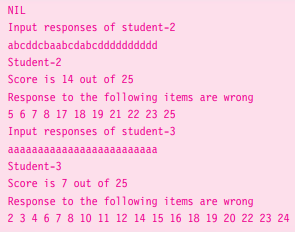 NIL
Input responses of student-2
abcddcbaabcdabcdddddddddd
Student-2
Score is 14 out of 25
Response to the following items are wrong
5 6 7 8 17 18 19 21 22 23 25
Input responses of student-3
aaaaaaaaaaaaaaaaaaaaaaaaa
Student-3
Score is 7 out of 25
Response to the following items are wrong
2 3 4 6 7 8 10 11 12 14 15 16 18 19 20 22 23 24